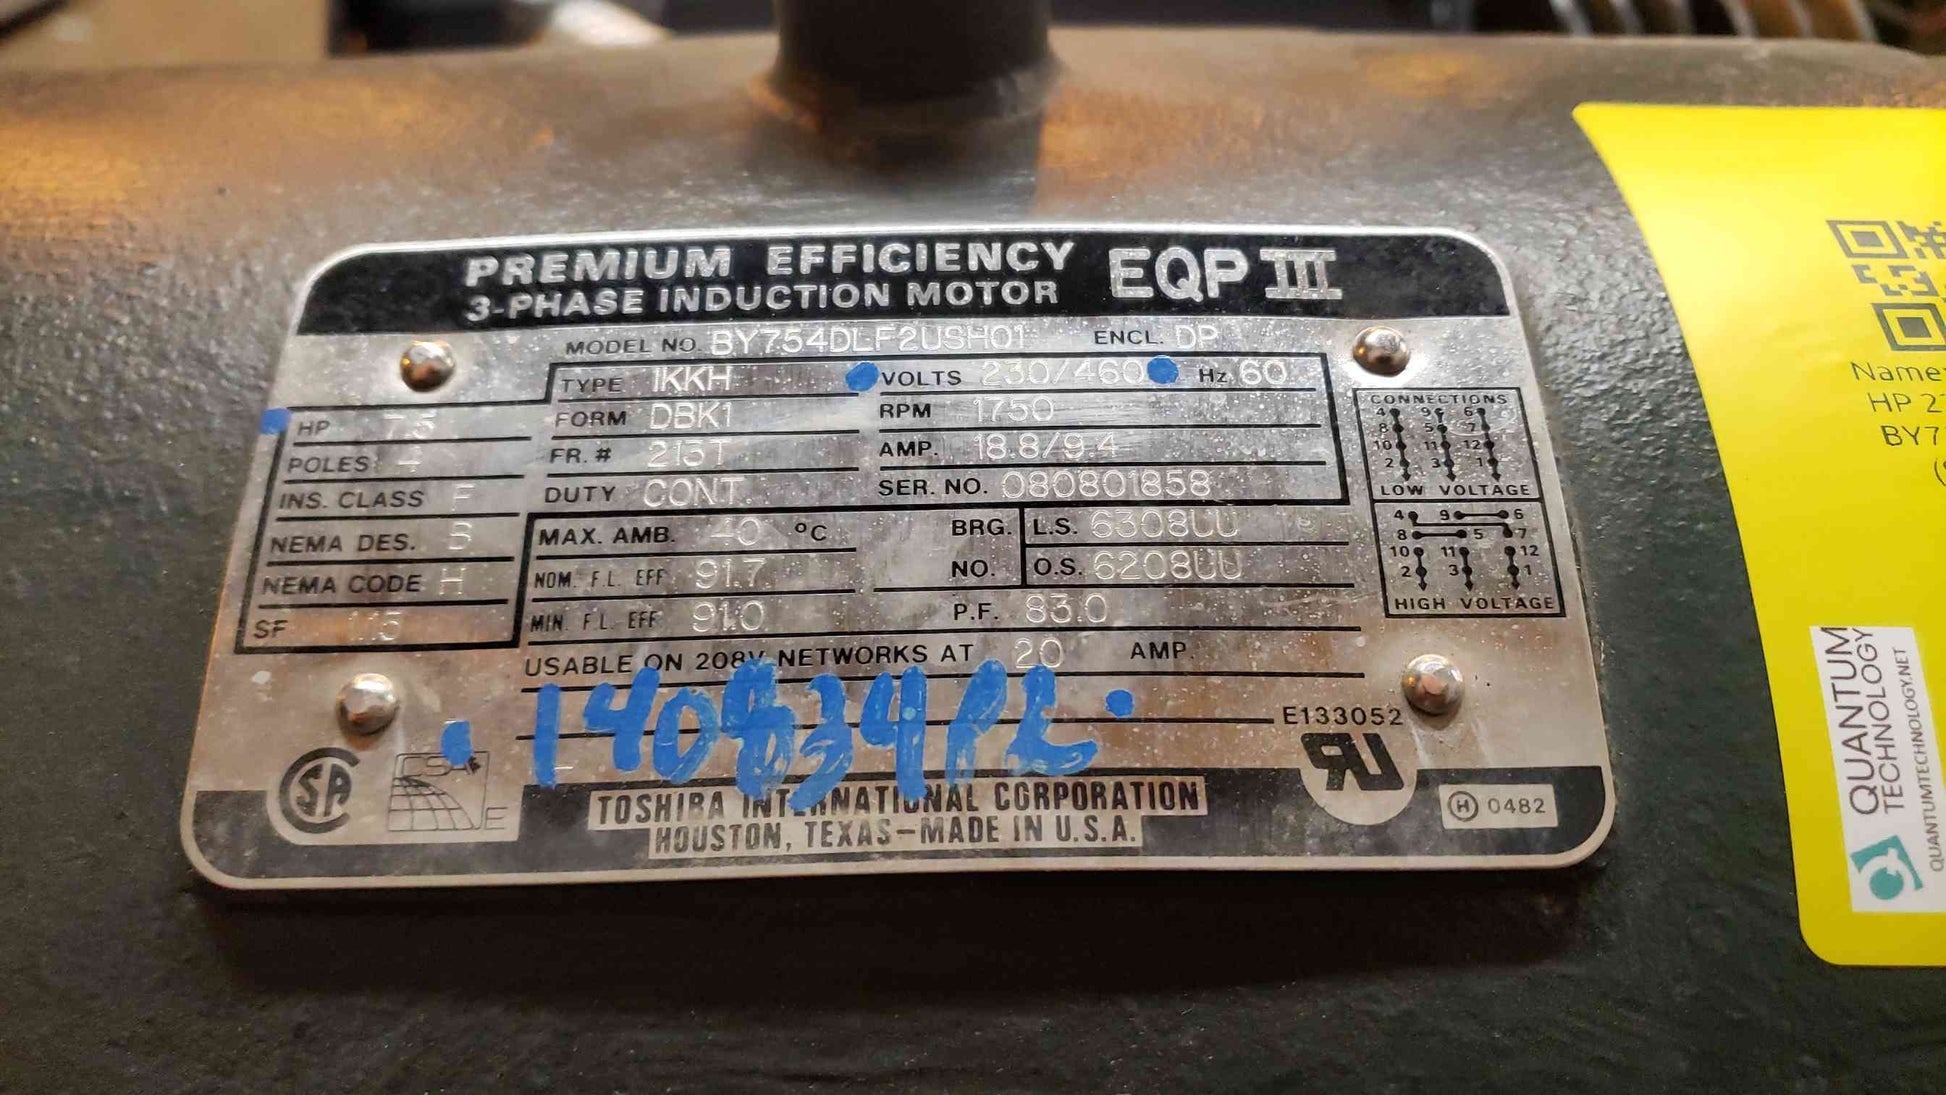 PREMIUM EFFICIENCY EQP III
3-PHASE INDUCTION MOTOR
MODEL NO. BY754DLF2USH01 ENCL. DP
TYPE 1KKH VOLTS 230/460 Hz 60
HP 7.5 FORM DBK1 RPM 1750
POLES 4 FR. # 213T AMP. 18.8/9.4
INS. CLASS F DUTY CONT. SER. NO. 080801858
NEMA DES. B MAX. AMB. 40 °C BRG. L.S. 6308UU
NEMA CODE H NOM. F.L. EFF 91.7 NO. O.S. 6208UU
SF 1.15 MIN. F.L. EFF 91.0 P.F. 83.0
USABLE ON 208V NETWORKS AT 20 AMP.
CONNECTIONS
4 9 6
8 5 7
10 11 12
2 3 1
LOW VOLTAGE
4 9 6
8 5 7
10 11 12
2 3 1
HIGH VOLTAGE
E133052
CSA
E
TOSHIBA INTERNATIONAL CORPORATION
HOUSTON, TEXAS-MADE IN U.S.A.
H 0482
Name
HP
BY7
QUANTUM
TECHNOLOGY
QUANTUMTECHNOLOGY.NET